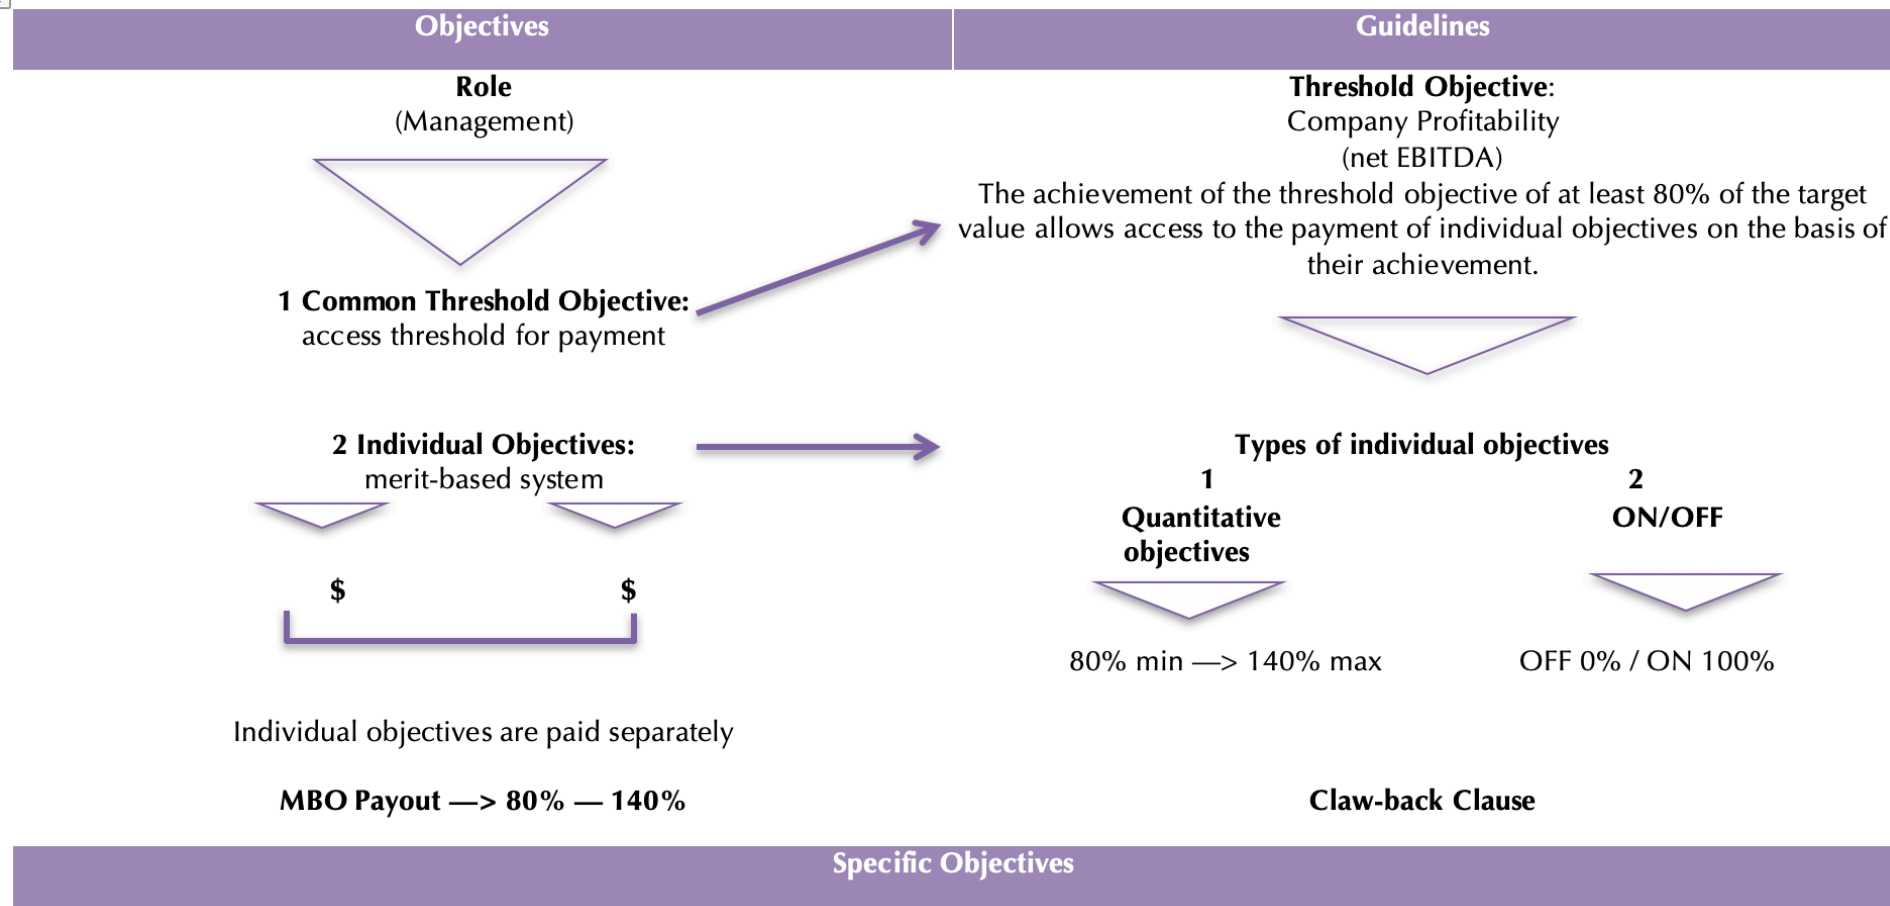 Objectives
Guidelines
Role
(Management)
1 Common Threshold Objective:
access threshold for payment
2 Individual Objectives:
merit-based system
$ $
Individual objectives are paid separately
MBO Payout —> 80% — 140%
Threshold Objective:
Company Profitability
(net EBITDA)
The achievement of the threshold objective of at least 80% of the target
value allows access to the payment of individual objectives on the basis of
their achievement.
Types of individual objectives
1
Quantitative
objectives
80% min —> 140% max
2
ON/OFF
OFF 0% / ON 100%
Claw-back Clause
Specific Objectives